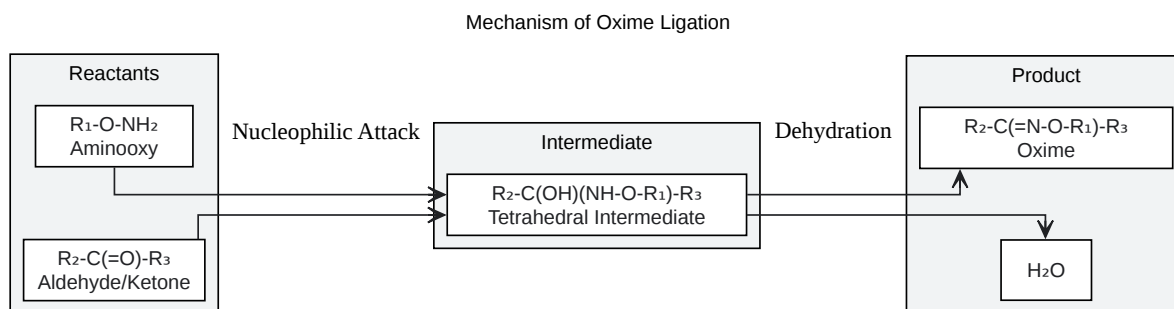 Mechanism of Oxime Ligation
Reactants
R₁-O-NH₂
Aminooxy
R₂-C(=O)-R₃
Aldehyde/Ketone
Nucleophilic Attack
Intermediate
R₂-C(OH)(NH-O-R₁)-R₃
Tetrahedral Intermediate
Dehydration
Product
R₂-C(=N-O-R₁)-R₃
Oxime
H₂O